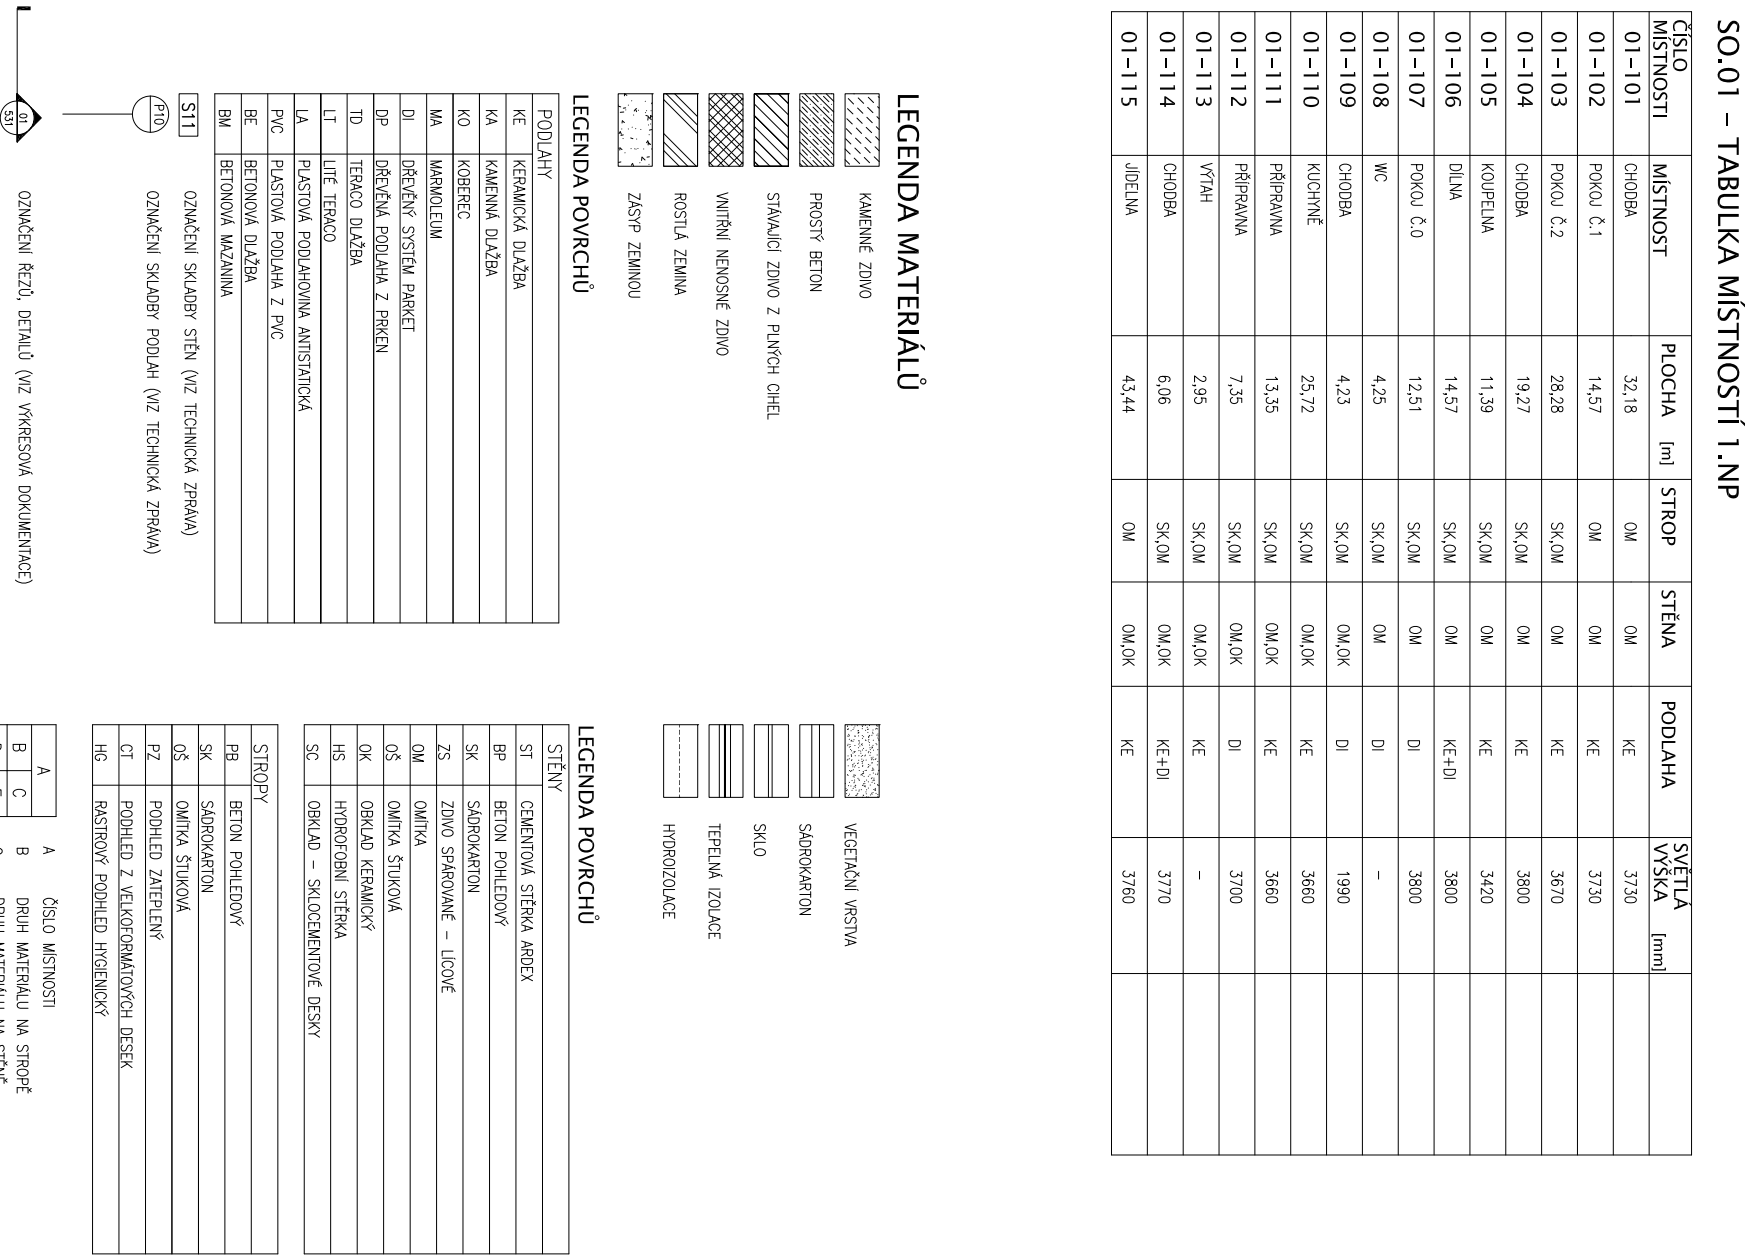 SO.01 – TABULKA MÍSTNOSTÍ 1.NP
ČÍSLO MÍSTNOSTI MÍSTNOST PLOCHA [m] STROP STĚNA PODLAHA SVĚTLÁ VÝŠKA [mm]
01–101 CHODBA 32,18 OM OM KE 3730
01–102 POKOJ Č.1 14,57 OM OM KE 3730
01–103 POKOJ Č.2 28,28 SK,OM OM KE 3670
01–104 CHODBA 19,27 SK,OM OM KE 3800
01–105 KOUPELNA 11,39 SK,OM OM KE 3420
01–106 DÍLNA 14,57 SK,OM OM KE+DI 3800
01–107 POKOJ Č.0 12,51 SK,OM OM DI 3800
01–108 WC 4,25 SK,OM OM DI –
01–109 CHODBA 4,23 SK,OM OM,OK DI 1990
01–110 KUCHYNĚ 25,72 SK,OM OM,OK KE 3660
01–111 PŘÍPRAVNA 13,35 SK,OM OM,OK KE 3660
01–112 PŘÍPRAVNA 7,35 SK,OM OM,OK DI 3700
01–113 VÝTAH 2,95 SK,OM OM,OK KE –
01–114 CHODBA 6,06 SK,OM OM,OK KE+DI 3770
01–115 JÍDELNA 43,44 OM OM,OK KE 3760
LEGENDA MATERIÁLŮ
KAMENNÉ ZDIVO
PROSTÝ BETON
STÁVAJÍCÍ ZDIVO Z PLNÝCH CIHEL
VNITŘNÍ NENOSNÉ ZDIVO
ROSTLÁ ZEMINA
ZÁSYP ZEMINOU
VEGETAČNÍ VRSTVA
SÁDROKARTON
SKLO
TEPELNÁ IZOLACE
HYDROIZOLACE
LEGENDA POVRCHŮ
PODLAHY
KE KERAMICKÁ DLAŽBA
KA KAMENNÁ DLAŽBA
KO KOBEREC
MA MARMOLEUM
DI DŘEVĚNÝ SYSTÉM PARKET
DP DŘEVĚNÁ PODLAHA Z PRKEN
TD TERACO DLAŽBA
LT LITÉ TERACO
LA PLASTOVÁ PODLAHOVINA ANTISTATICKÁ
PVC PLASTOVÁ PODLAHA Z PVC
BE BETONOVÁ DLAŽBA
BM BETONOVÁ MAZANINA
S11 OZNAČENÍ SKLADBY STĚN (VIZ TECHNICKÁ ZPRÁVA)
P10 OZNAČENÍ SKLADBY PODLAH (VIZ TECHNICKÁ ZPRÁVA)
01 531 OZNAČENÍ ŘEZŮ, DETAILŮ (VIZ VÝKRESOVÁ DOKUMENTACE)
LEGENDA POVRCHŮ
STĚNY
ST CEMENTOVÁ STĚRKA ARDEX
BP BETON POHLEDOVÝ
SK SÁDROKARTON
ZS ZDIVO SPÁROVANÉ – LÍCOVÉ
OM OMÍTKA
OŠ OMÍTKA ŠTUKOVÁ
OK OBKLAD KERAMICKÝ
HS HYDROFOBNÍ STĚRKA
SC OBKLAD – SKLOCEMENTOVÉ DESKY
STROPY
PB BETON POHLEDOVÝ
SK SÁDROKARTON
OŠ OMÍTKA ŠTUKOVÁ
PZ PODHLED ZATEPLENÝ
CT PODHLED Z VELKOFORMÁTOVÝCH DESEK
HG RASTROVÝ PODHLED HYGIENICKÝ
A A ČÍSLO MÍSTNOSTI
B C B DRUH MATERIÁLU NA STROPĚ
DRUH MATERIÁLU NA STĚNĚ